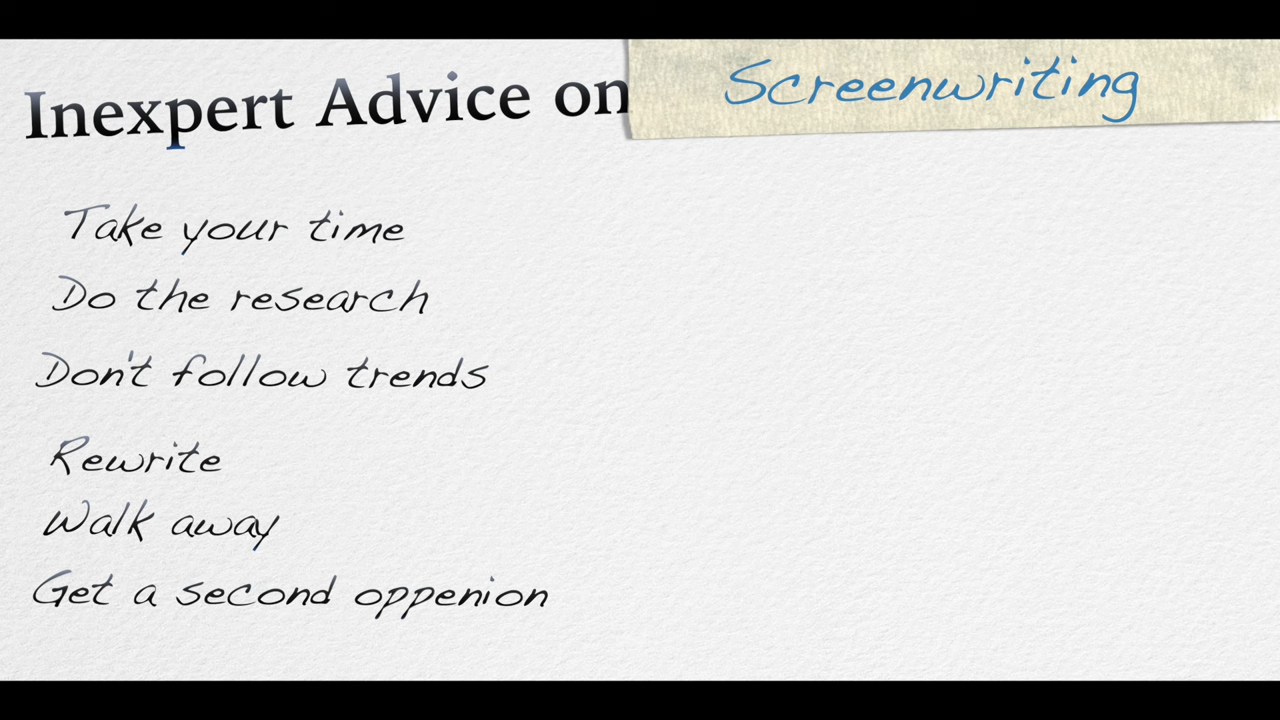 Inexpert Advice on Screenwriting
Take your time
Do the research
Don't follow trends
Rewrite
Walk away
Get a second oppenion